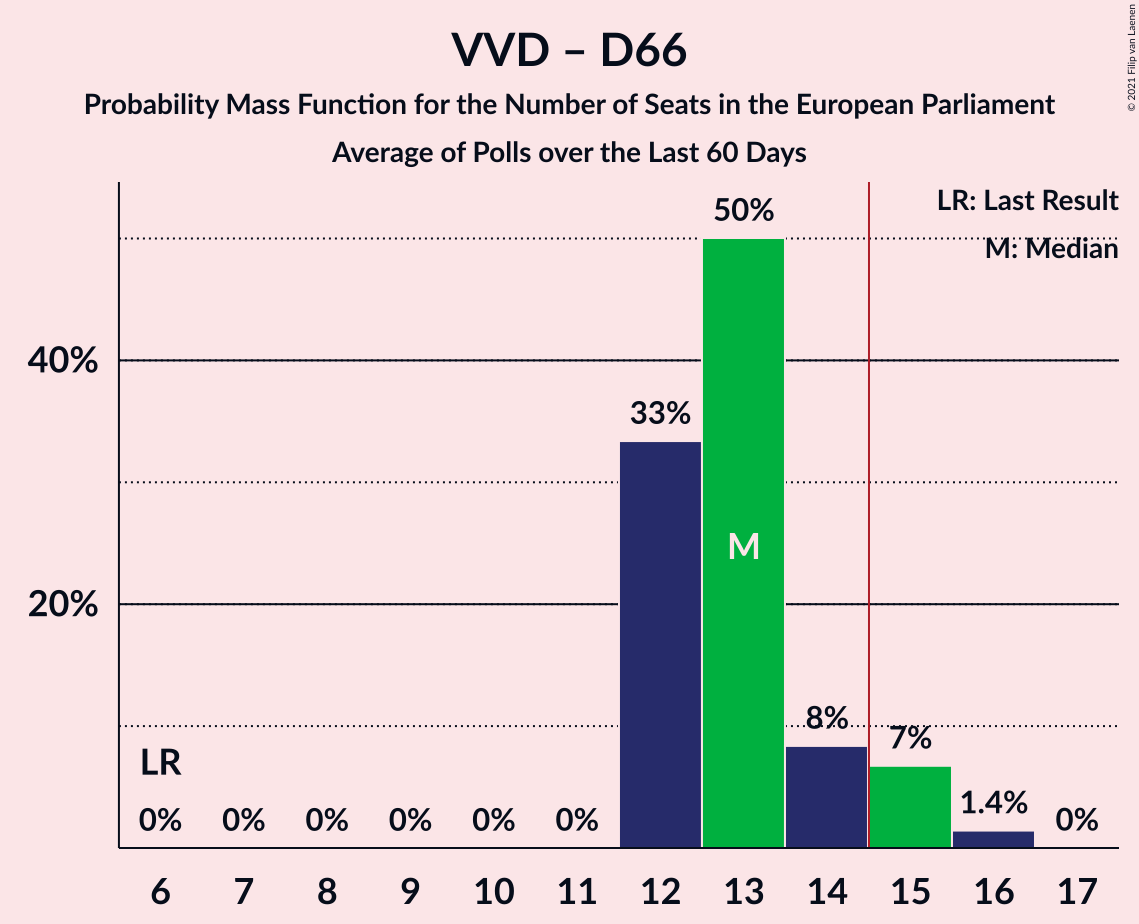 VVD – D66
Probability Mass Function for the Number of Seats in the European Parliament
Average of Polls over the Last 60 Days
© 2021 Filip van Laenen
LR: Last Result
M: Median
50%
40%
33%
M
20%
8%
7%
LR
1.4%
0% 0% 0% 0% 0% 0% 0%
6 7 8 9 10 11 12 13 14 15 16 17